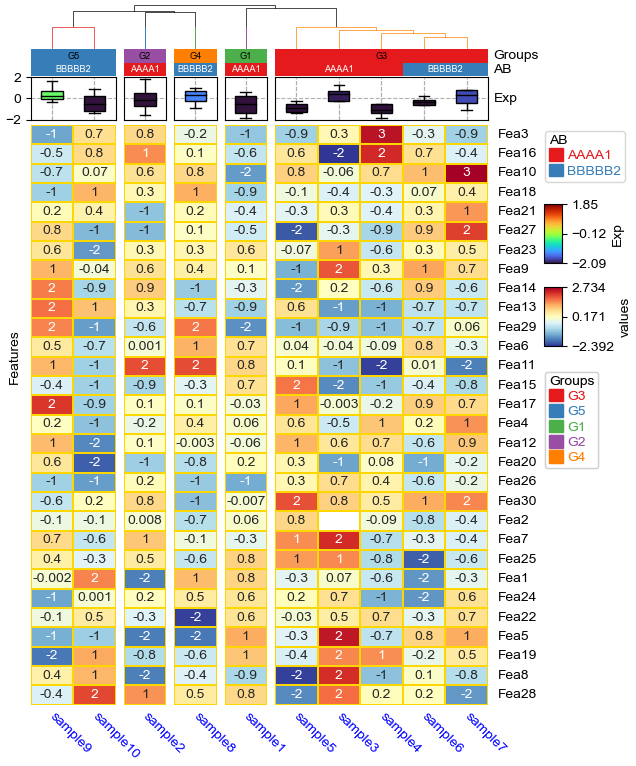 G5 G2 G4 G1 G3 Groups
BBBBB2 AAAA1 BBBBB2 AAAA1 AAAA1 BBBBB2 AB
2
0 Exp
−2
-1 0.7 0.8 -0.2 -1 -0.9 0.3 3 -0.3 -0.9 Fea3
-0.5 0.8 1 0.1 -0.6 0.6 -2 2 0.7 -0.4 Fea16
-0.7 0.07 0.6 0.8 -2 0.8 -0.06 0.7 1 3 Fea10
-1 1 0.3 1 -0.9 -0.1 -0.4 -0.3 0.07 0.4 Fea18
0.2 0.4 -1 0.2 -0.4 -0.3 0.3 -0.4 0.3 1 Fea21
0.8 -1 -1 0.1 -0.5 -2 -0.3 -0.9 0.9 2 Fea27
0.6 -2 0.3 0.3 0.6 -0.07 1 -0.6 0.3 0.5 Fea23
1 -0.04 0.6 0.4 0.1 -1 2 0.3 1 0.7 Fea9
2 -0.9 0.9 -1 -0.3 -2 0.2 -0.6 0.9 -0.6 Fea14
2 1 0.3 -0.7 -0.9 0.6 -1 -1 -0.7 -0.7 Fea13
2 -1 -0.6 2 -2 -1 -0.9 -1 -0.7 0.06 Fea29
0.5 -0.7 0.001 1 0.7 0.04 -0.04 -0.09 0.8 -0.3 Fea6
1 -1 2 2 0.8 0.1 -1 -2 0.01 -2 Fea11
-0.4 -1 -0.9 -0.3 0.7 2 -2 -1 -0.4 -0.8 Fea15
2 -0.9 0.1 0.1 -0.03 1 -0.003 -0.2 0.9 0.7 Fea17
0.2 -1 -0.2 0.4 0.06 0.6 -0.5 1 0.2 1 Fea4
1 -2 0.1 -0.003 -0.06 1 0.6 0.7 -0.6 0.9 Fea12
0.6 -2 -1 -0.8 0.2 0.3 -1 0.08 -1 -0.2 Fea20
-1 -1 0.2 -1 -1 0.3 0.7 0.4 -0.6 -0.2 Fea26
-0.6 0.2 0.8 -1 -0.007 2 0.8 0.5 1 2 Fea30
-0.1 -0.1 0.008 -0.7 0.06 0.8 -0.09 -0.8 -0.4 Fea2
0.7 -0.6 1 -0.1 -0.3 1 2 -0.7 -0.3 -0.4 Fea7
0.4 -0.3 0.5 -0.6 0.8 1 1 -0.8 -2 -0.6 Fea25
-0.002 2 -2 1 0.8 -0.3 0.07 -0.6 -2 -0.3 Fea1
-1 0.001 0.2 0.5 0.6 0.2 0.7 -1 -2 0.6 Fea24
-0.1 0.5 -0.3 -2 0.6 -0.03 0.5 0.7 -0.3 0.7 Fea22
-1 -1 -2 -2 1 -0.3 2 -0.7 0.8 1 Fea5
-2 1 -0.8 -0.6 1 -0.4 2 1 -0.2 0.5 Fea19
0.4 1 -2 -0.4 -0.9 -2 2 -1 0.1 -0.8 Fea8
-0.4 2 1 0.5 0.8 -2 2 0.2 0.2 -2 Fea28
Features
sample9 sample10 sample2 sample8 sample1 sample5 sample3 sample4 sample6 sample7
AB
AAAA1
BBBBB2
1.85
−0.12
−2.09
Exp
2.734
0.171
−2.392
values
Groups
G3
G5
G1
G2
G4